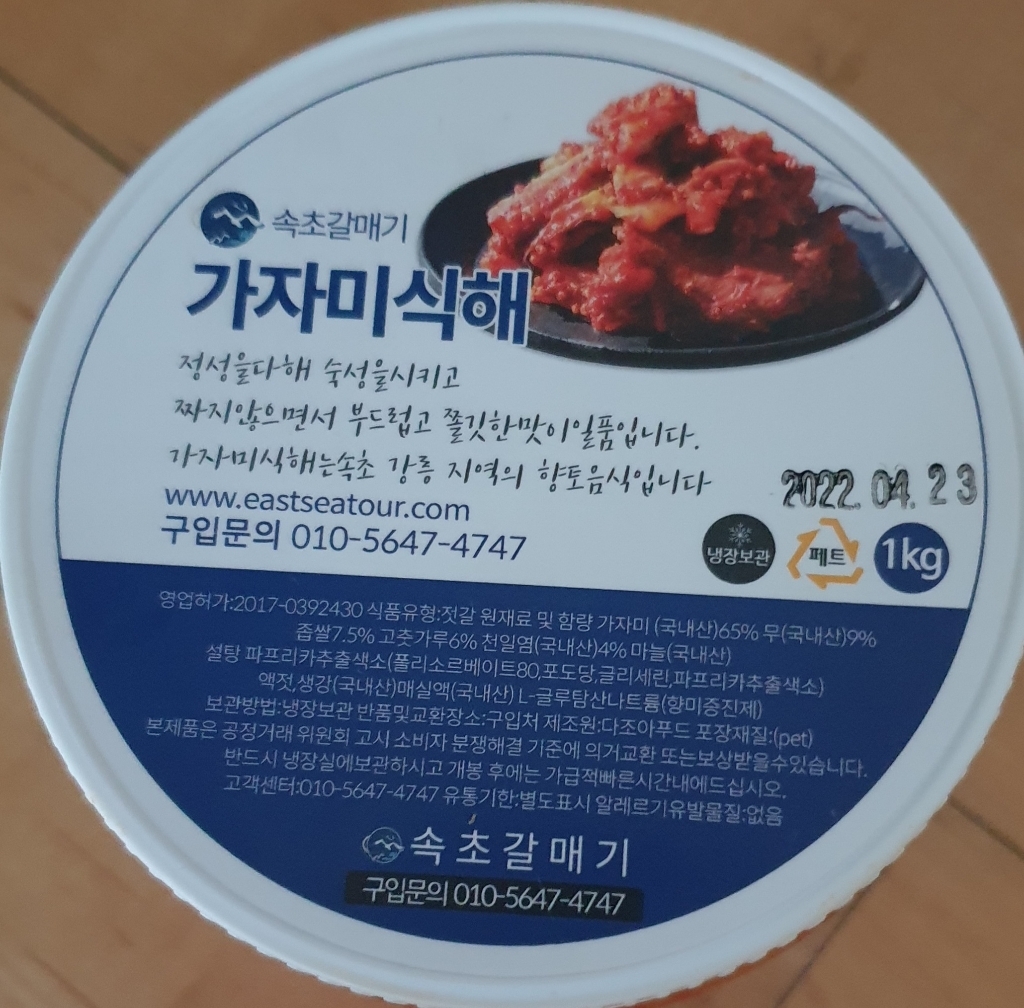 속초갈매기
가자미식해
정성을다해 숙성을시키고
짜지않으면서 부드럽고 쫄깃한맛이일품입니다.
가자미식해는속초 강릉 지역의 향토음식입니다
www.eastseatour.com
구입문의 010-5647-4747
2022. 04. 23
냉장보관
페트
1kg
영업허가:2017-0392430 식품유형:젓갈 원재료 및 함량 가자미 (국내산)65% 무(국내산)9%
좁쌀7.5% 고춧가루6% 천일염(국내산)4% 마늘(국내산)
설탕 파프리카추출색소(폴리소르베이트80,포도당,글리세린,파프리카추출색소)
액젓,생강(국내산)매실액(국내산) L-글루탐산나트륨(향미증진제)
보관방법:냉장보관 반품및교환장소:구입처 제조원:다조아푸드 포장재질:(pet)
본제품은 공정거래 위원회 고시 소비자 분쟁해결 기준에 의거교환 또는보상받을수있습니다.
반드시 냉장실에보관하시고 개봉 후에는 가급적빠른시간내에드십시오.
고객센터:010-5647-4747 유통기한:별도표시 알레르기유발물질:없음
속초갈매기
구입문의 010-5647-4747